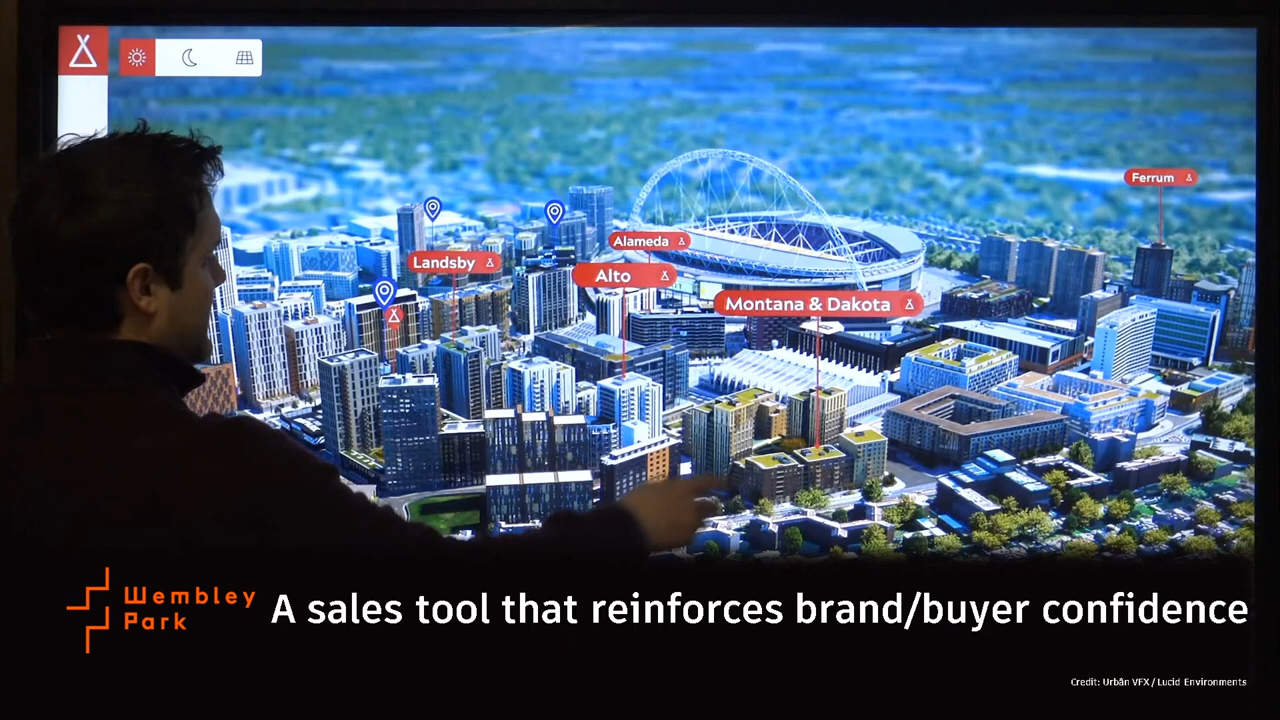 Ferrum
Alameda
Landsby
Alto
Montana & Dakota
Wembley
Park
A sales tool that reinforces brand/buyer confidence
Credit: Urbân VFX / Lucid Environments